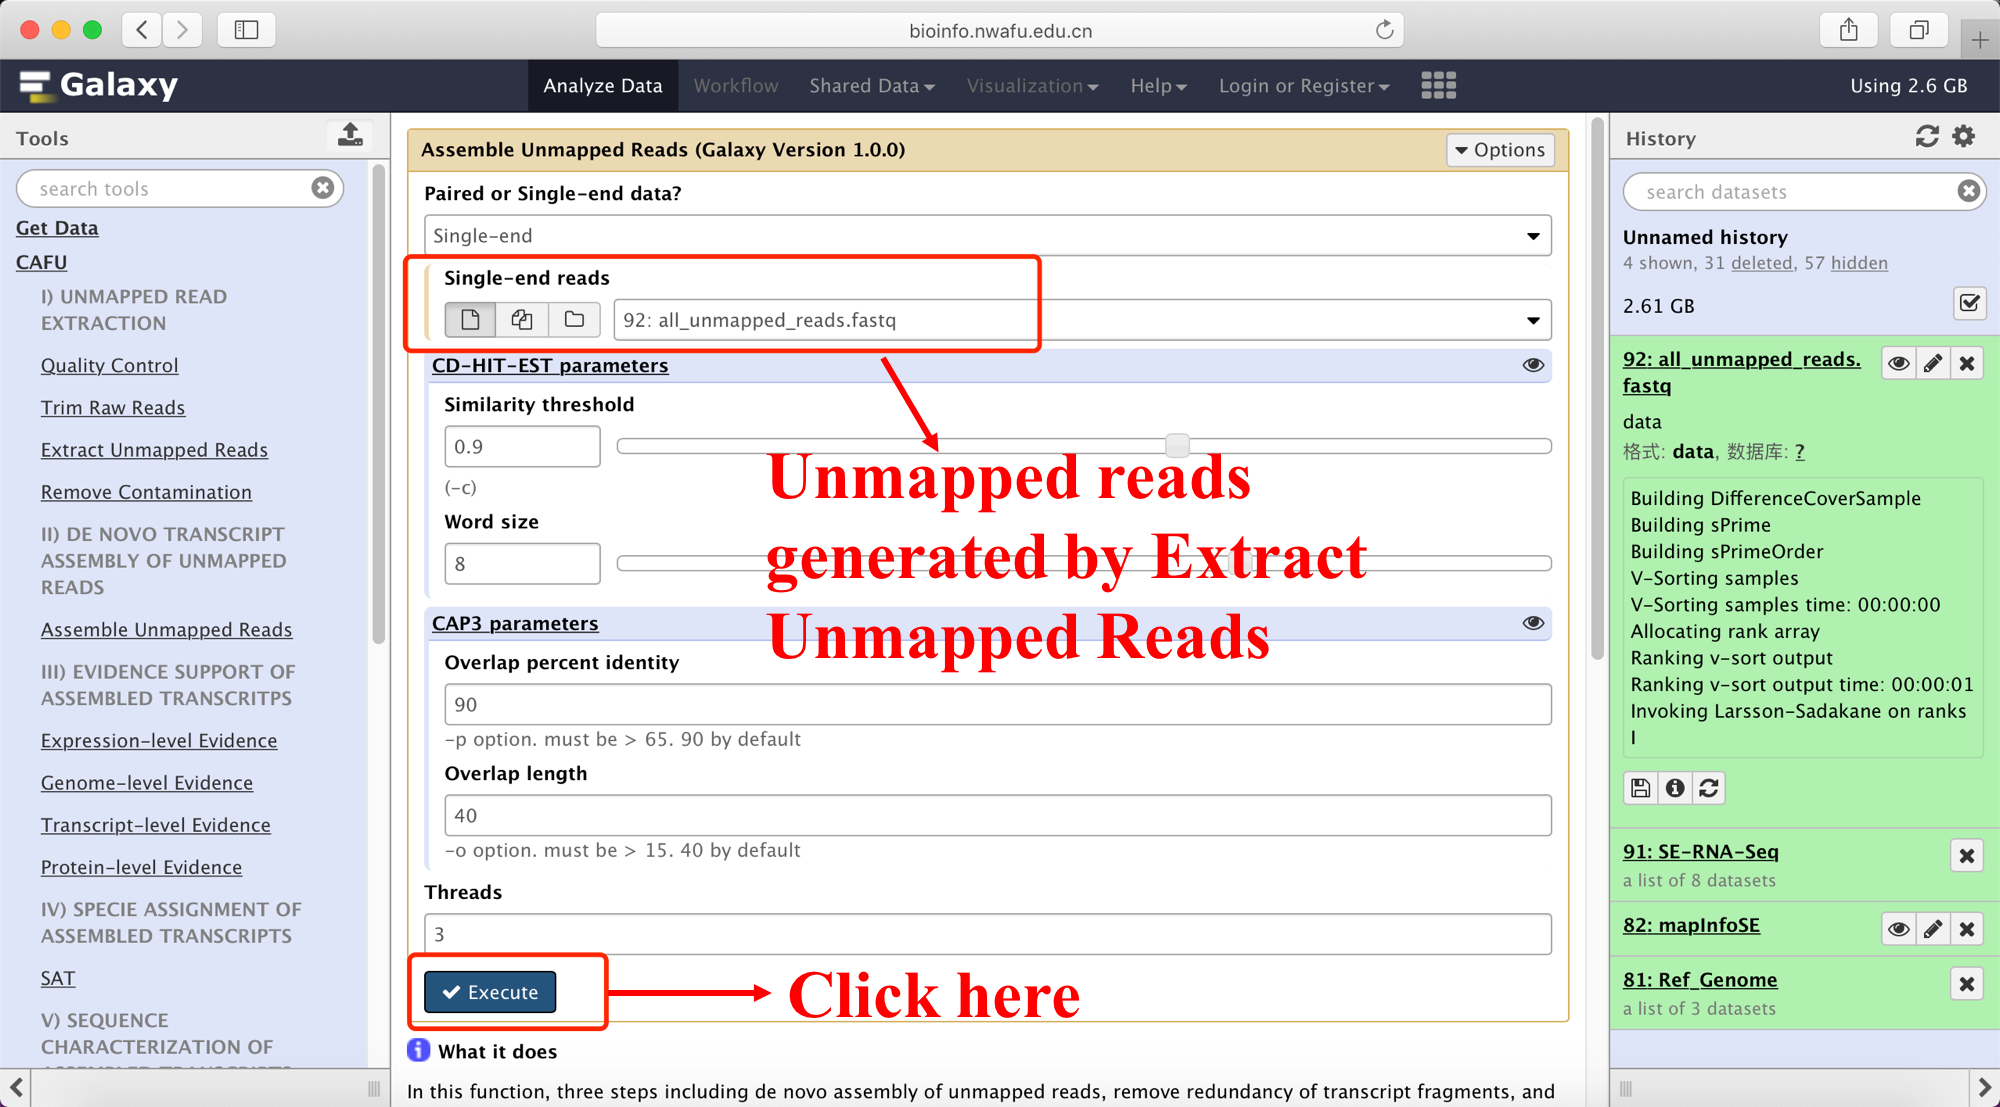 bioinfo.nwafu.edu.cn
Galaxy
Analyze Data
Workflow
Shared Data
Visualization
Help
Login or Register
Using 2.6 GB
Tools
search tools
Get Data
CAFU
I) UNMAPPED READ
EXTRACTION
Quality Control
Trim Raw Reads
Extract Unmapped Reads
Remove Contamination
II) DE NOVO TRANSCRIPT
ASSEMBLY OF UNMAPPED
READS
Assemble Unmapped Reads
III) EVIDENCE SUPPORT OF
ASSEMBLED TRANSCRITPS
Expression-level Evidence
Genome-level Evidence
Transcript-level Evidence
Protein-level Evidence
IV) SPECIE ASSIGNMENT OF
ASSEMBLED TRANSCRIPTS
SAT
V) SEQUENCE
CHARACTERIZATION OF
Assemble Unmapped Reads (Galaxy Version 1.0.0)
Options
Paired or Single-end data?
Single-end
Single-end reads
92: all_unmapped_reads.fastq
CD-HIT-EST parameters
Similarity threshold
0.9
(-c)
Word size
8
Unmapped reads
generated by Extract
Unmapped Reads
CAP3 parameters
Overlap percent identity
90
-p option. must be > 65. 90 by default
Overlap length
40
-o option. must be > 15. 40 by default
Threads
3
Execute
Click here
What it does
In this function, three steps including de novo assembly of unmapped reads, remove redundancy of transcript fragments, and
History
search datasets
Unnamed history
4 shown, 31 deleted, 57 hidden
2.61 GB
92: all_unmapped_reads.
fastq
data
格式: data, 数据库: ?
Building DifferenceCoverSample
Building sPrime
Building sPrimeOrder
V-Sorting samples
V-Sorting samples time: 00:00:00
Allocating rank array
Ranking v-sort output
Ranking v-sort output time: 00:00:01
Invoking Larsson-Sadakane on ranks
I
91: SE-RNA-Seq
a list of 8 datasets
82: mapInfoSE
81: Ref_Genome
a list of 3 datasets